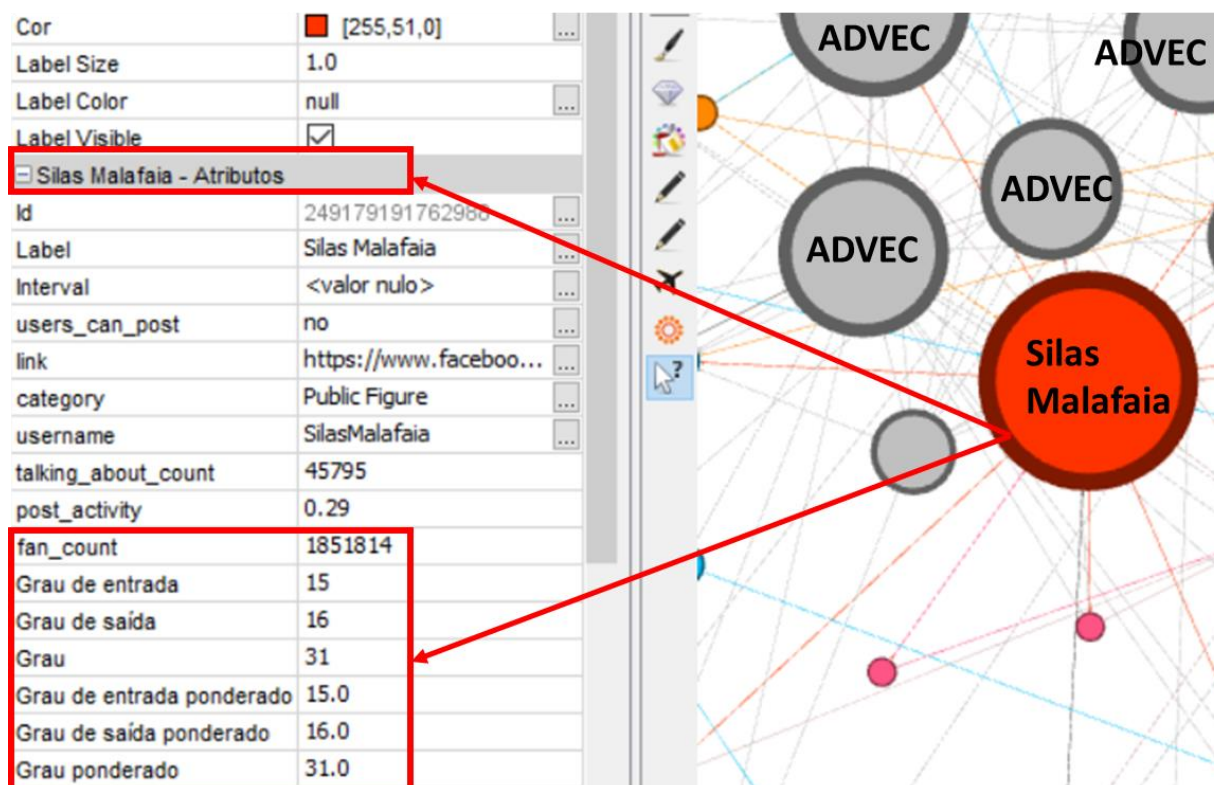 Cor [255,51,0] ...
Label Size 1.0
Label Color null ...
Label Visible
Silas Malafaia - Atributos
Id 249179191762988 ...
Label Silas Malafaia ...
Interval <valor nulo> ...
users_can_post no ...
link https://www.faceboo... ...
category Public Figure ...
username SilasMalafaia ...
talking_about_count 45795
post_activity 0.29
fan_count 1851814
Grau de entrada 15
Grau de saída 16
Grau 31
Grau de entrada ponderado 15.0
Grau de saída ponderado 16.0
Grau ponderado 31.0
?
ADVEC
ADVEC
ADVEC
ADVEC
Silas
Malafaia